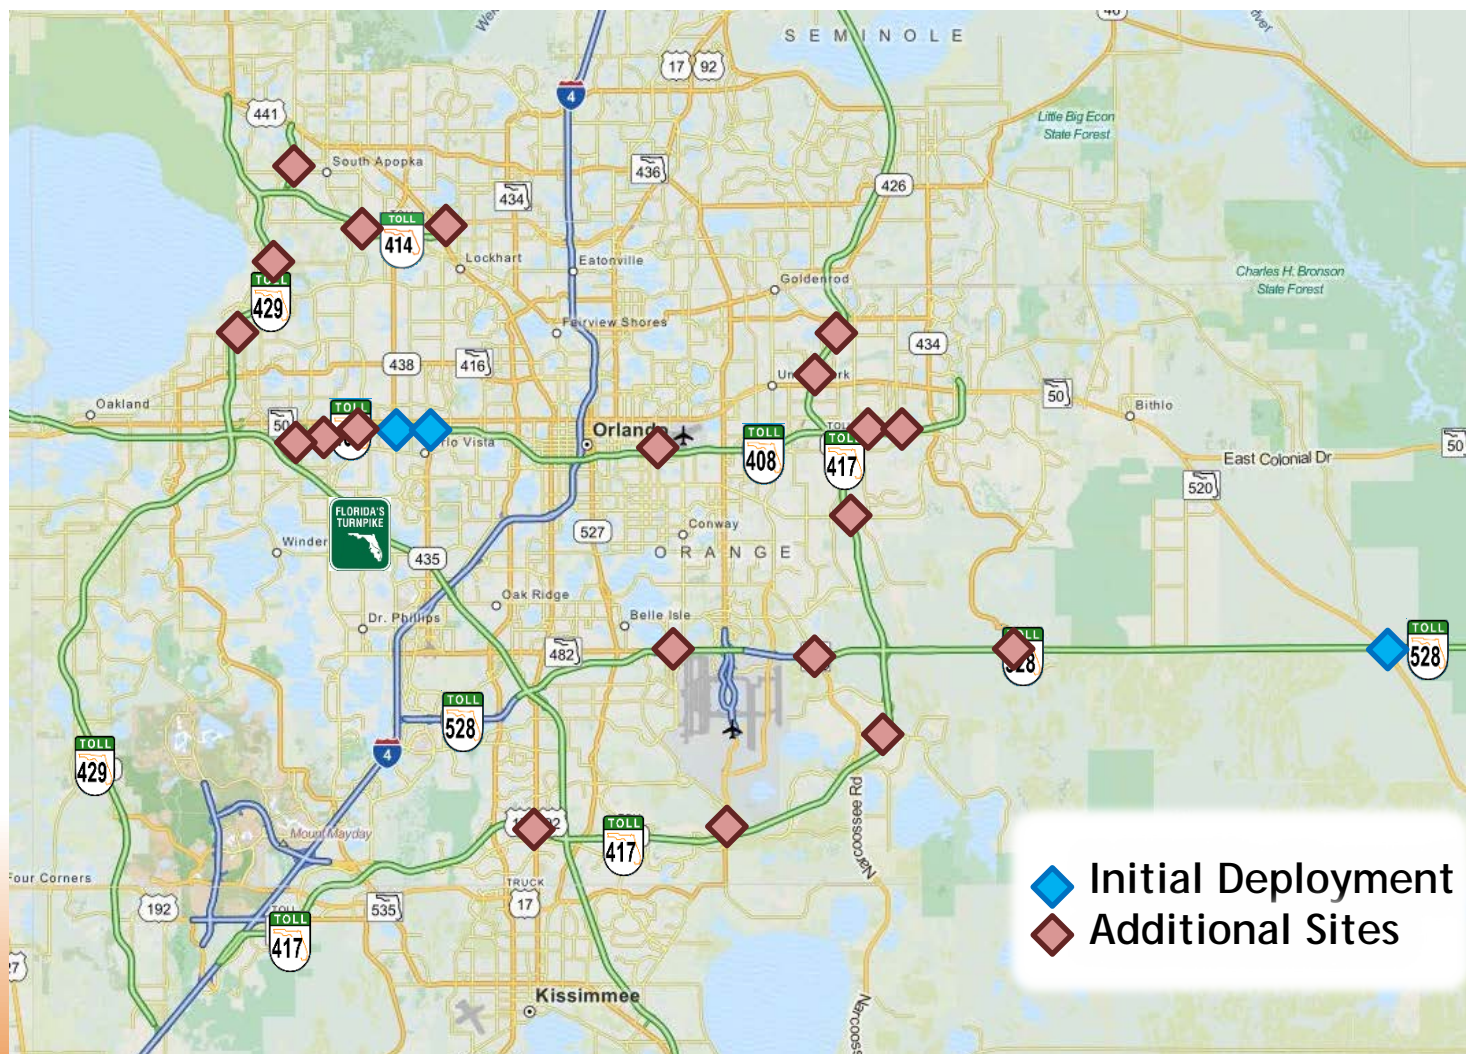 SEMINOLE
17
92
4
441
Little Big Econ
State Forest
South Apopka
436
434
426
TOLL
414
Lockhart
Eatonville
Goldenrod
Charles H. Bronson
State Forest
429
Fairview Shores
434
438
416
50
Oakland
Bithlo
TOLL
50
Orlando
TOLL
408
TOLL
417
50
East Colonial Dr
520
FLORIDA'S
TURNPIKE
527
Conway
ORANGE
Winder
435
Oak Ridge
Belle Isle
Dr. Phillips
482
TOLL
TOLL
528
TOLL
528
4
TOLL
429
Narcoossee Rd
Mount Mayday
TOLL
417
Four Corners
TRUCK
17
192
535
TOLL
417
Initial Deployment
Additional Sites
Kissimmee